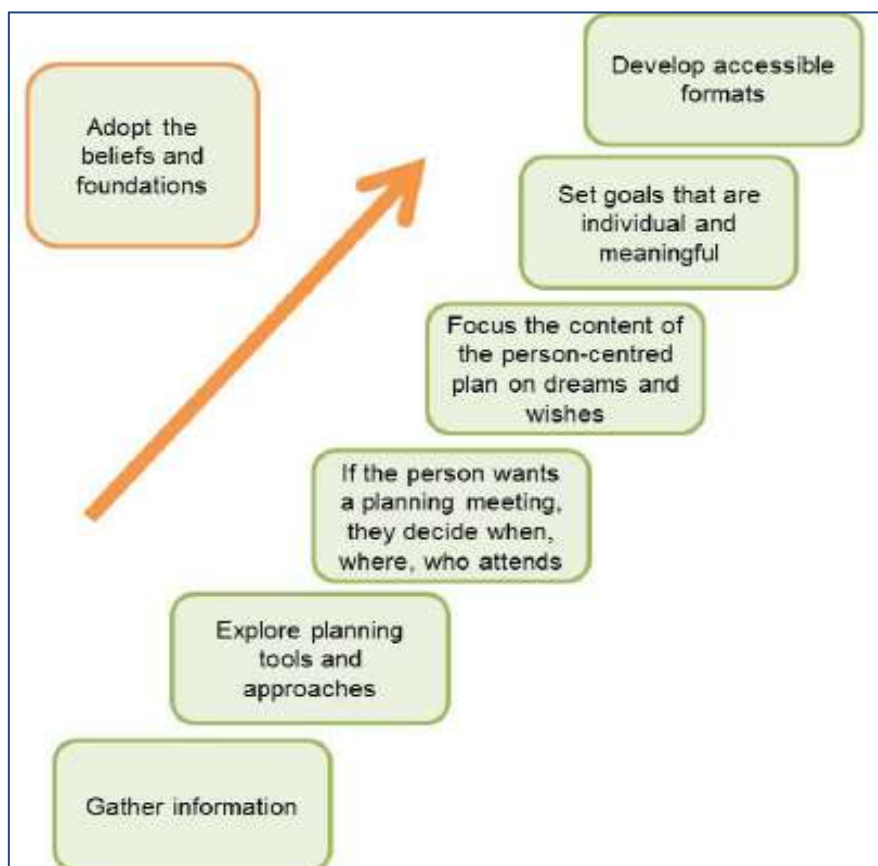 Develop accessible
formats
Adopt the
beliefs and
foundations
Set goals that are
individual and
meaningful
Focus the content of
the person-centred
plan on dreams and
wishes
If the person wants
a planning meeting,
they decide when,
where, who attends
Explore planning
tools and
approaches
Gather information